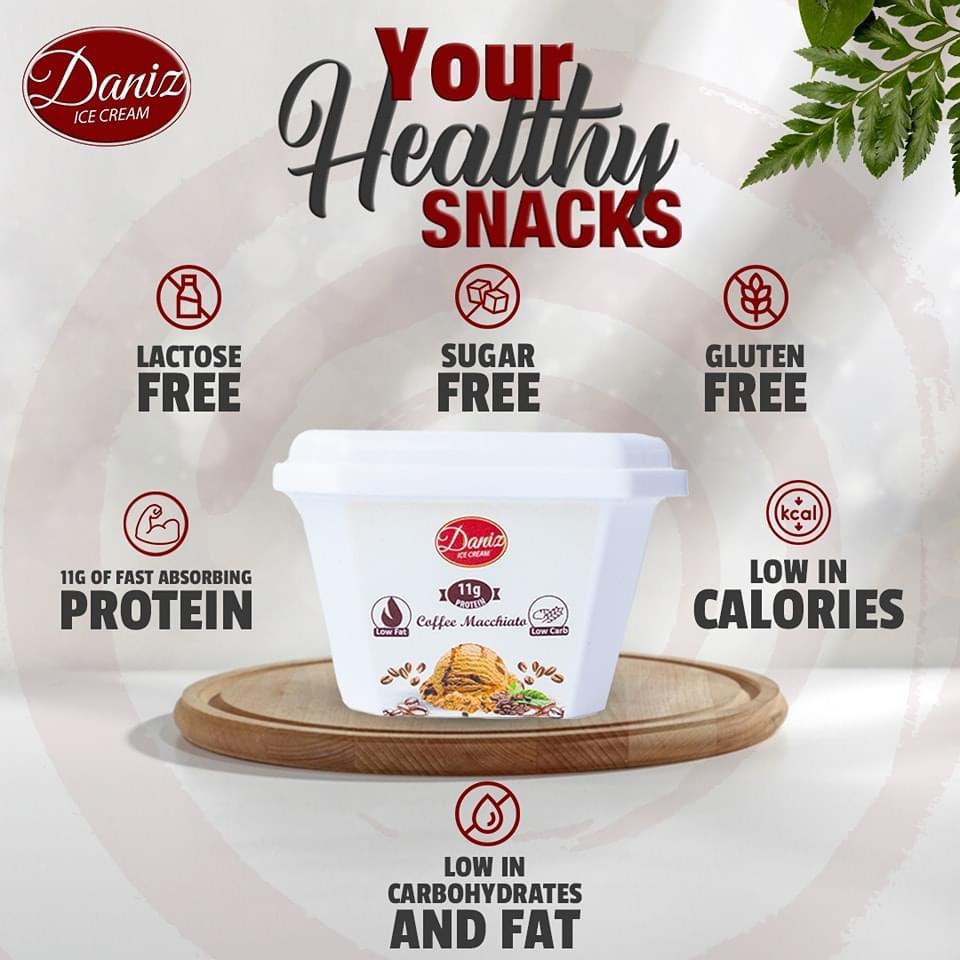 Daniz
ICE CREAM
Your
Healthy
SNACKS
LACTOSE
FREE
SUGAR
FREE
GLUTEN
FREE
11G OF FAST ABSORBING
PROTEIN
kcal
LOW IN
CALORIES
Daniz
ICE CREAM
11g
PROTEIN
Low Fat
Coffee Macchiato
Low Carb
LOW IN
CARBOHYDRATES
AND FAT